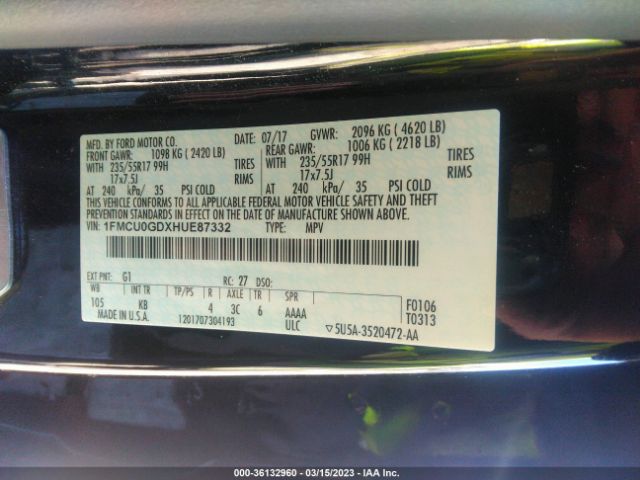 MFD. BY FORD MOTOR CO. DATE: 07/17 GVWR: 2096 KG ( 4620 LB)
FRONT GAWR: 1098 KG ( 2420 LB) REAR GAWR: 1006 KG ( 2218 LB)
WITH 235/55R17 99H TIRES WITH 235/55R17 99H TIRES
17x7.5J RIMS 17x7.5J RIMS
AT 240 kPa/ 35 PSI COLD AT 240 kPa/ 35 PSI COLD
THIS VEHICLE CONFORMS TO ALL APPLICABLE FEDERAL MOTOR VEHICLE SAFETY, BUMPER,
AND THEFT PREVENTION STANDARDS IN EFFECT ON THE DATE OF MANUFACTURE SHOWN ABOVE.
VIN: 1FMCU0GDXHUE87332 TYPE: MPV
EXT PNT: G1 RC: 27 DSO:
WB INT TR TP/PS R AXLE TR SPR F0106
105 KB 4 3C 6 AAAA T0313
MADE IN U.S.A. 1201707304193 ULC ▽5U5A-3520472-AA
000-36132960 - 03/15/2023 - IAA Inc.